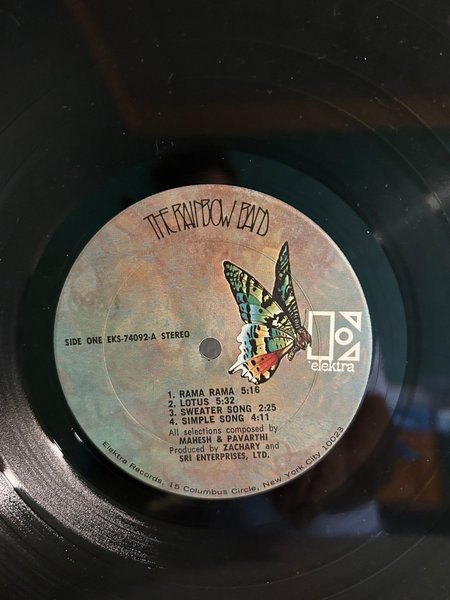 THE RAINBOW BAND
SIDE ONE EKS-74092-A STEREO
elektra
1. RAMA RAMA 5:16
2. LOTUS 5:32
3. SWEATER SONG 2:25
4. SIMPLE SONG 4:11
All selections composed by
MAHESH & PAVARTHI
Produced by ZACHARY and
SRI ENTERPRISES, LTD.
Elektra Records, 15 Columbus Circle, New York City 10023